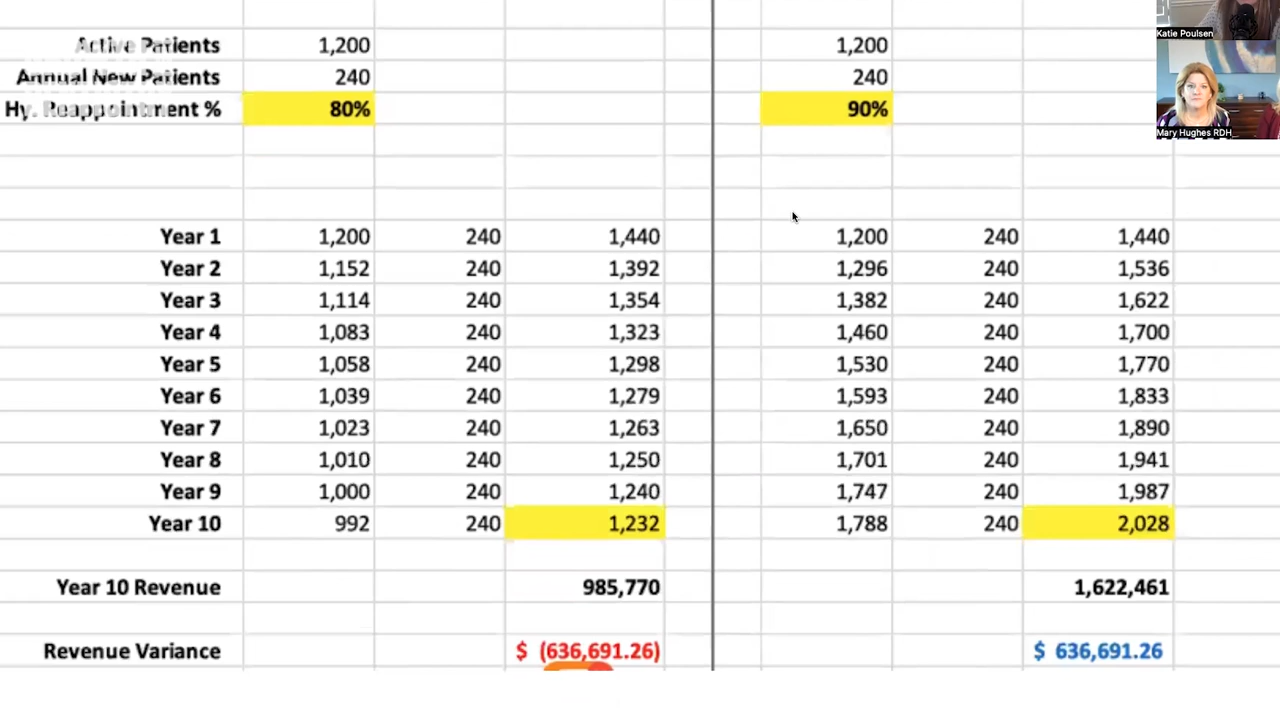 Katie Poulsen
Mary Hughes RDH
Active Patients 1,200 1,200
Annual New Patients 240 240
Hy. Reappointment % 80% 90%
Year 1 1,200 240 1,440 1,200 240 1,440
Year 2 1,152 240 1,392 1,296 240 1,536
Year 3 1,114 240 1,354 1,382 240 1,622
Year 4 1,083 240 1,323 1,460 240 1,700
Year 5 1,058 240 1,298 1,530 240 1,770
Year 6 1,039 240 1,279 1,593 240 1,833
Year 7 1,023 240 1,263 1,650 240 1,890
Year 8 1,010 240 1,250 1,701 240 1,941
Year 9 1,000 240 1,240 1,747 240 1,987
Year 10 992 240 1,232 1,788 240 2,028
Year 10 Revenue 985,770 1,622,461
Revenue Variance $ (636,691.26) $ 636,691.26